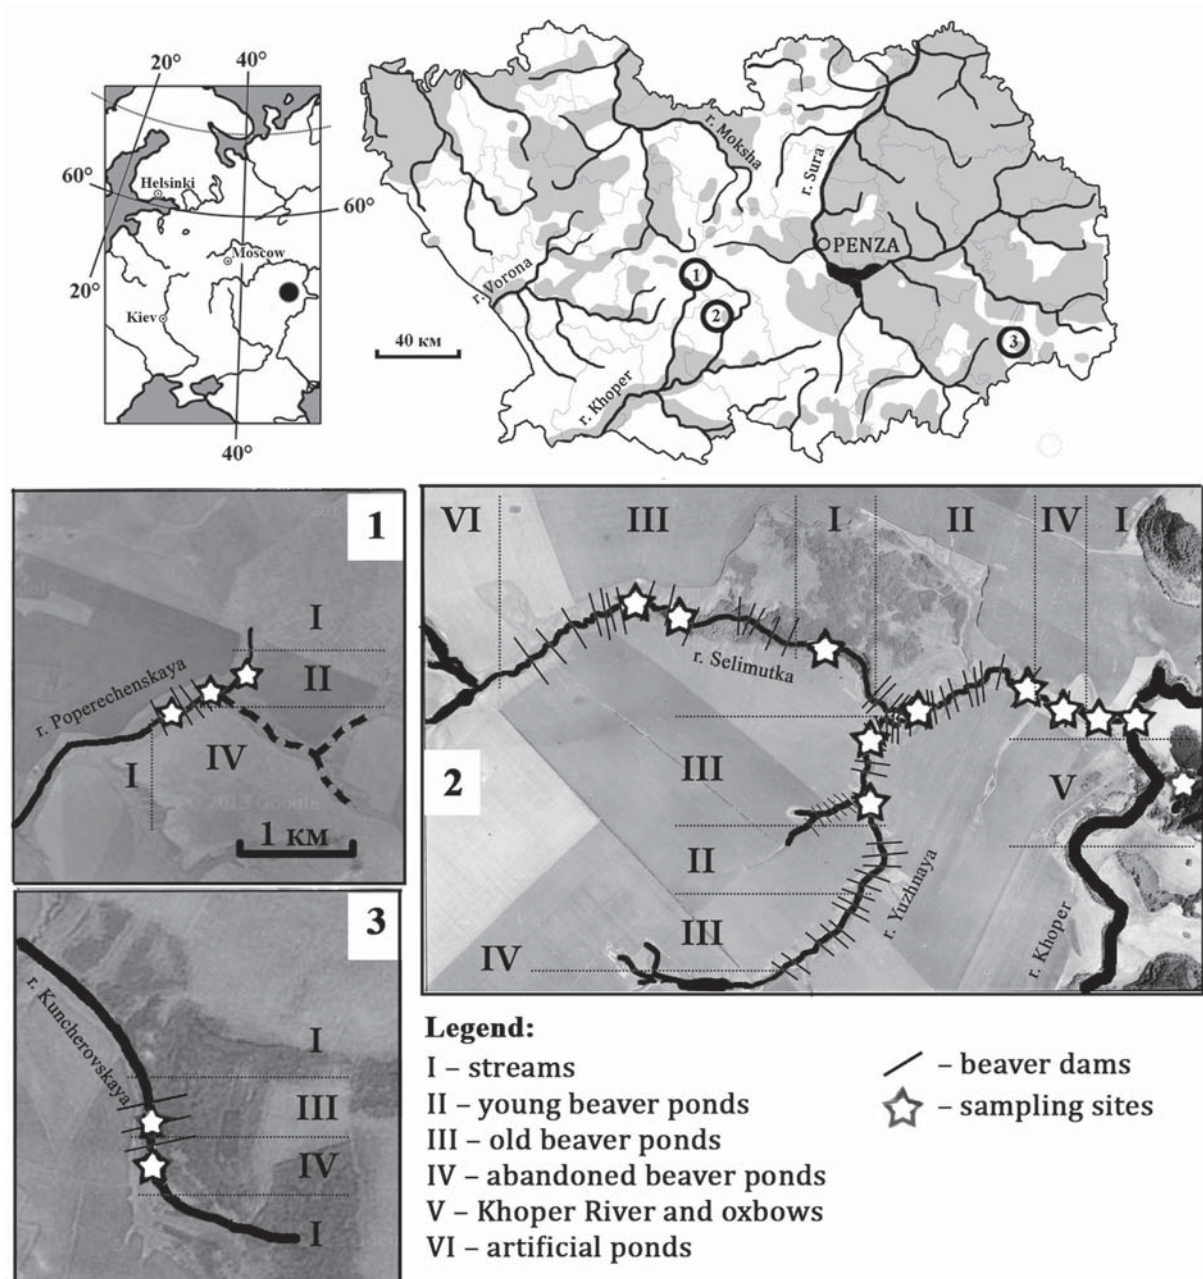 20°
40°
60°
Helsinki
60°
Moscow
20°
Kiev
40°
r. Moksha
r. Sura
PENZA
r. Vorona
1
2
3
40 км
r. Khoper
1
I
II
r. Poperechenskaya
I
IV
1 км
VI
III
I
II
IV
I
r. Selimutka
2
III
V
II
r. Yuzhnaya
III
IV
r. Khoper
3
r. Kuncherovskaya
I
III
IV
I
Legend:
I – streams
II – young beaver ponds
III – old beaver ponds
IV – abandoned beaver ponds
V – Khoper River and oxbows
VI – artificial ponds
– beaver dams
– sampling sites